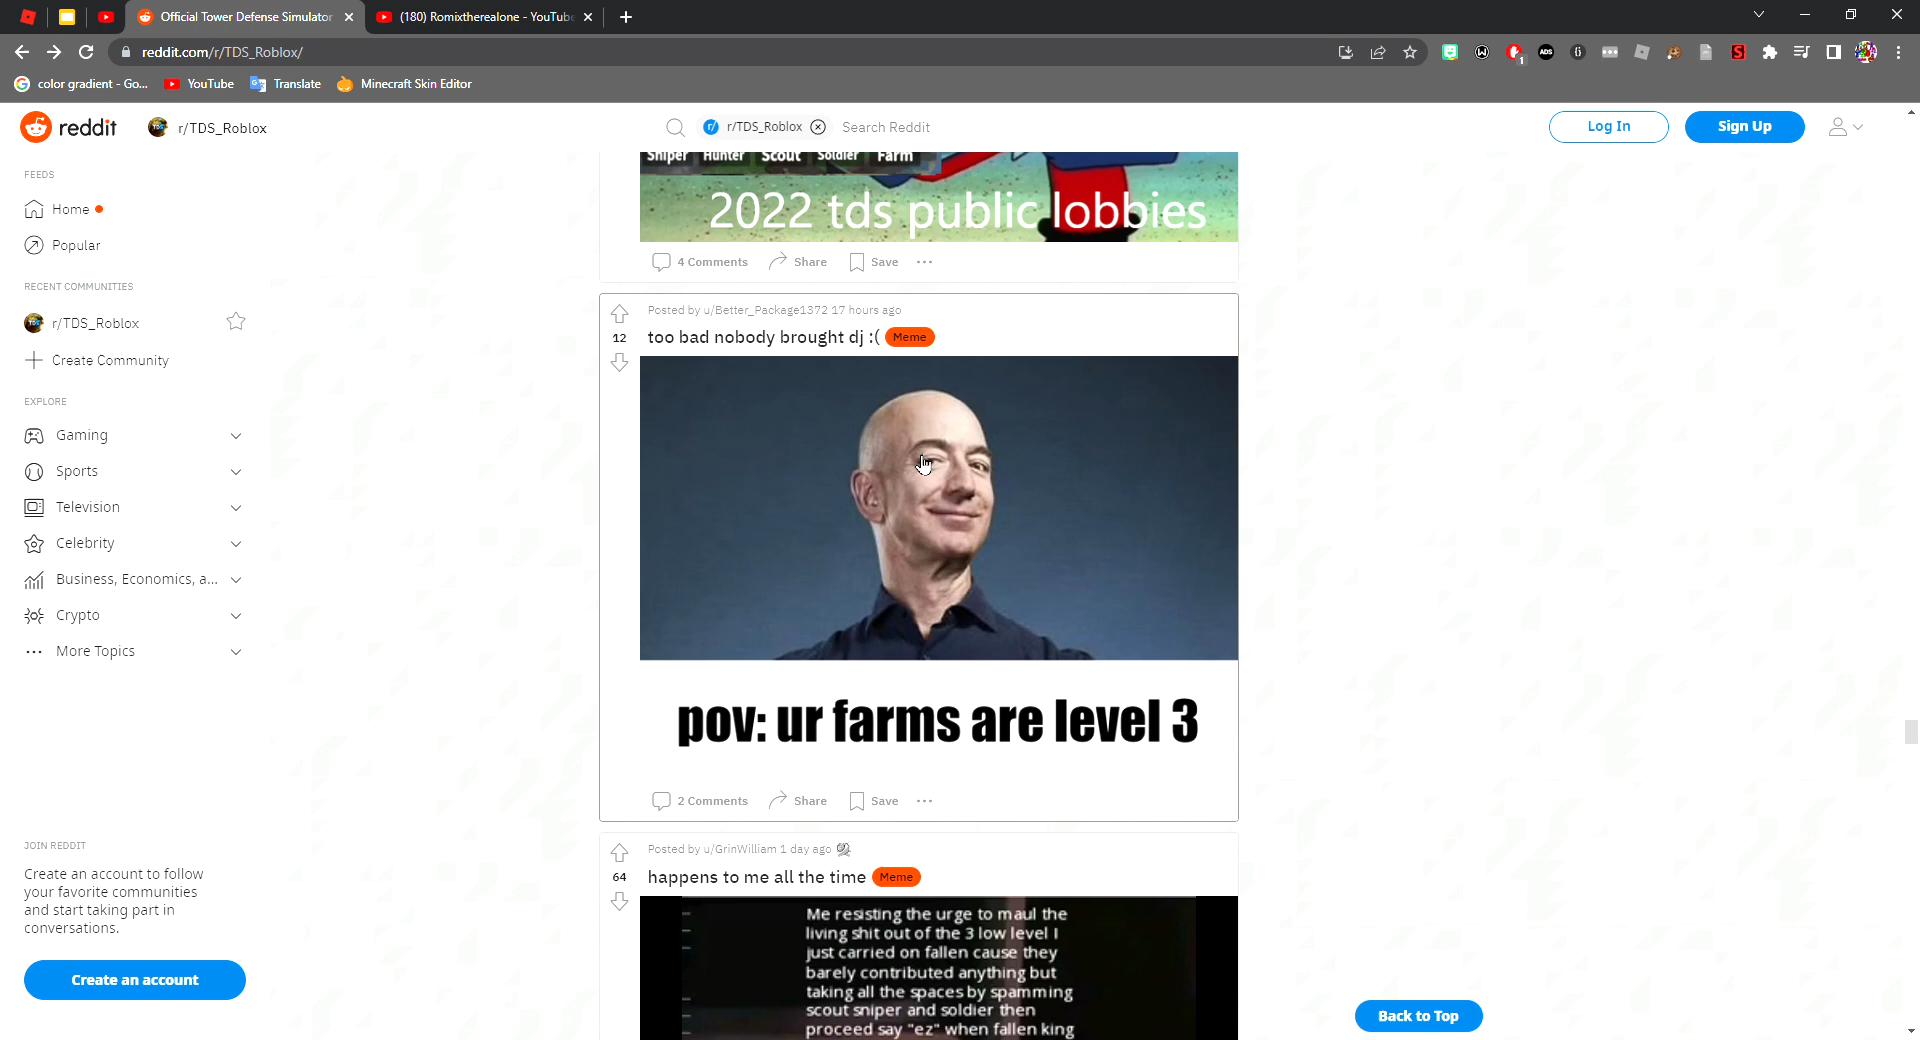 Official Tower Defense Simulator
(180) Romixtherealone - YouTube
reddit.com/r/TDS_Roblox/
ADS
1
color gradient - Go...
YouTube
Translate
Minecraft Skin Editor
reddit
r/TDS_Roblox
r/TDS_Roblox
Search Reddit
Log In
Sign Up
FEEDS
Home
Popular
RECENT COMMUNITIES
r/TDS_Roblox
Create Community
EXPLORE
Gaming
Sports
Television
Celebrity
Business, Economics, a...
Crypto
More Topics
JOIN REDDIT
Create an account to follow
your favorite communities
and start taking part in
conversations.
Create an account
Sniper Hunter Scout Soldier Farm
2022 tds public lobbies
4 Comments Share Save
Posted by u/Better_Package1372 17 hours ago
12
too bad nobody brought dj :( Meme
pov: ur farms are level 3
2 Comments Share Save
Posted by u/GrinWilliam 1 day ago
64
happens to me all the time Meme
Me resisting the urge to maul the
living shit out of the 3 low level I
just carried on fallen cause they
barely contributed anything but
taking all the spaces by spamming
scout sniper and soldier then
proceed say "ez" when fallen king
Back to Top